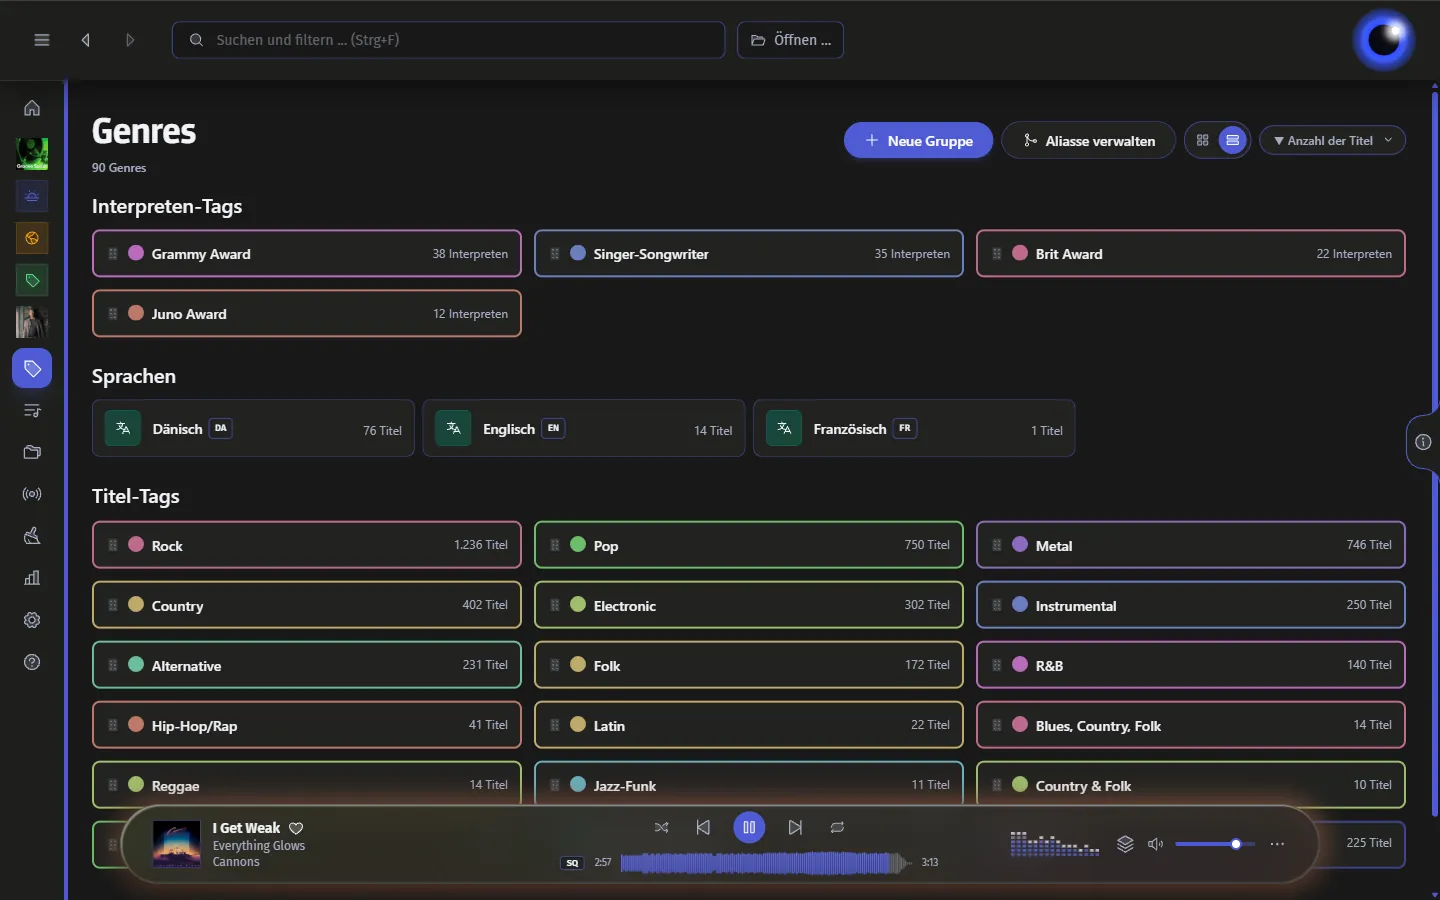 Suchen und filtern ... (Strg+F)
Öffnen ...
Genres
90 Genres
Neue Gruppe
Aliasse verwalten
▼ Anzahl der Titel
Interpreten-Tags
Grammy Award 38 Interpreten
Singer-Songwriter 35 Interpreten
Brit Award 22 Interpreten
Juno Award 12 Interpreten
Sprachen
Dänisch DA 76 Titel
Englisch EN 14 Titel
Französisch FR 1 Titel
Titel-Tags
Rock 1.236 Titel
Pop 750 Titel
Metal 746 Titel
Country 402 Titel
Electronic 302 Titel
Instrumental 250 Titel
Alternative 231 Titel
Folk 172 Titel
R&B 140 Titel
Hip-Hop/Rap 41 Titel
Latin 22 Titel
Blues, Country, Folk 14 Titel
Reggae 14 Titel
Jazz-Funk 11 Titel
Country & Folk 10 Titel
225 Titel
I Get Weak
Everything Glows
Cannons
SQ 2:57
3:13